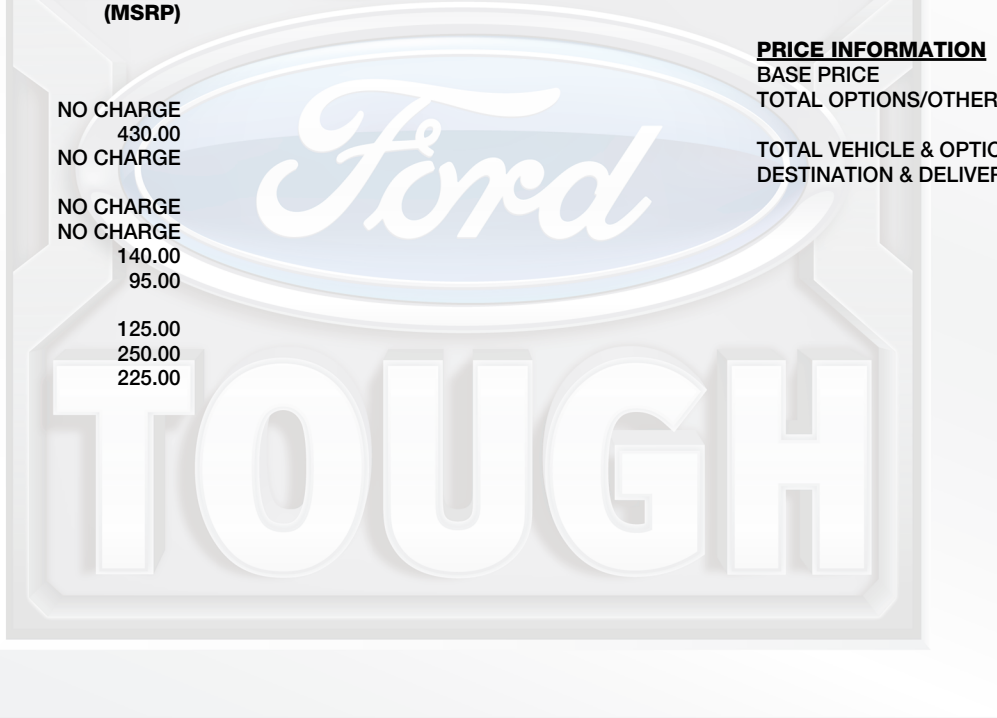 (MSRP)
NO CHARGE
430.00
NO CHARGE
NO CHARGE
NO CHARGE
140.00
95.00
125.00
250.00
225.00
PRICE INFORMATION
BASE PRICE
TOTAL OPTIONS/OTHER
TOTAL VEHICLE & OPTIO
DESTINATION & DELIVER
Ford
TOUGH